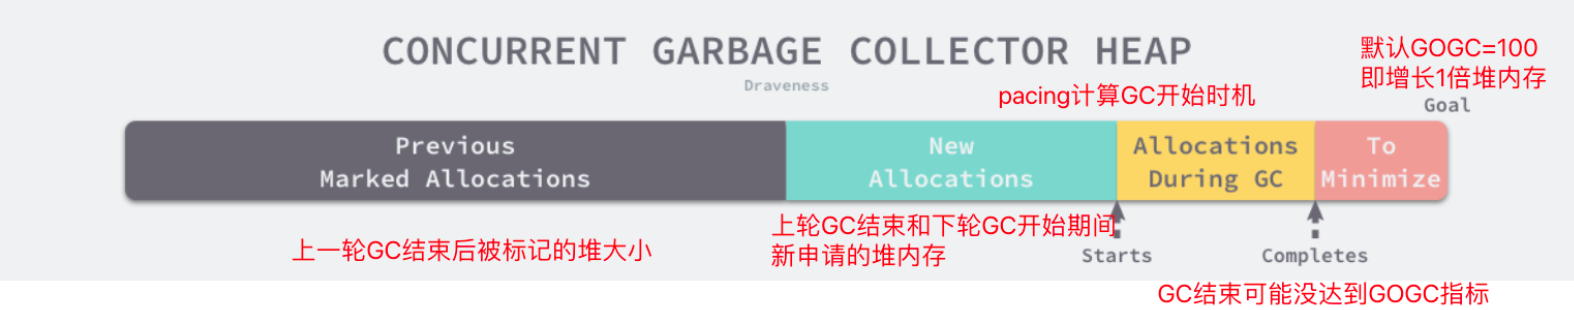 CONCURRENT GARBAGE COLLECTOR HEAP
Draveness
默认GOGC=100
即增长1倍堆内存
pacing计算GC开始时机
Goal
Previous
Marked Allocations
New
Allocations
Allocations
During GC
To
Minimize
上一轮GC结束后被标记的堆大小
上轮GC结束和下轮GC开始期间
新申请的堆内存
Starts
Completes
GC结束可能没达到GOGC指标